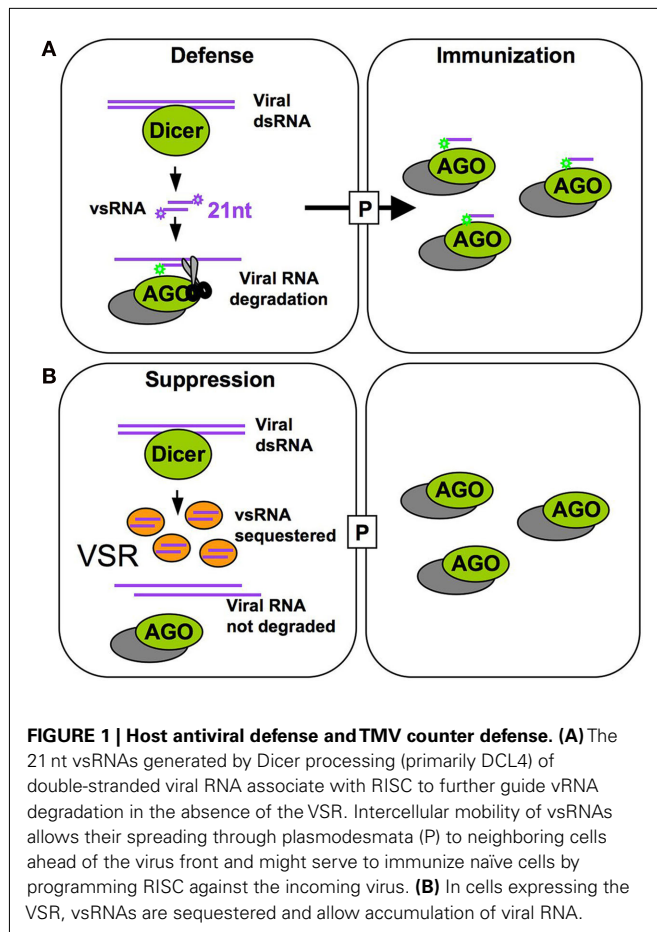 A
Defense
Immunization
Viral
dsRNA
Dicer
vsRNA
21nt
AGO
Viral RNA
degradation
P
AGO
AGO
AGO
B
Suppression
Viral
dsRNA
Dicer
vsRNA
sequestered
VSR
Viral RNA
not degraded
AGO
P
AGO
AGO
AGO
FIGURE 1 | Host antiviral defense and TMV counter defense. (A) The
21 nt vsRNAs generated by Dicer processing (primarily DCL4) of
double-stranded viral RNA associate with RISC to further guide vRNA
degradation in the absence of the VSR. Intercellular mobility of vsRNAs
allows their spreading through plasmodesmata (P) to neighboring cells
ahead of the virus front and might serve to immunize naïve cells by
programming RISC against the incoming virus. (B) In cells expressing the
VSR, vsRNAs are sequestered and allow accumulation of viral RNA.